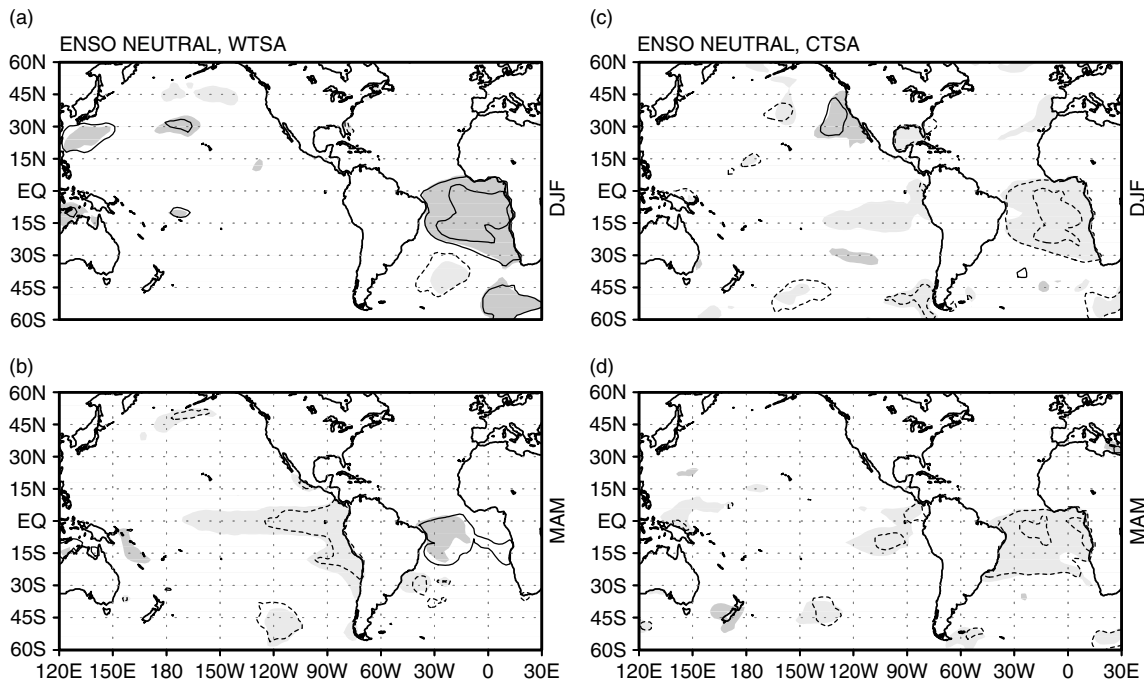 (a)
ENSO NEUTRAL, WTSA
60N
45N
30N
15N
EQ
15S
30S
45S
60S
DJF
(c)
ENSO NEUTRAL, CTSA
60N
45N
30N
15N
EQ
15S
30S
45S
60S
DJF
(b)
60N
45N
30N
15N
EQ
15S
30S
45S
60S
MAM
120E 150E 180 150W 120W 90W 60W 30W 0 30E
(d)
60N
45N
30N
15N
EQ
15S
30S
45S
60S
MAM
120E 150E 180 150W 120W 90W 60W 30W 0 30E